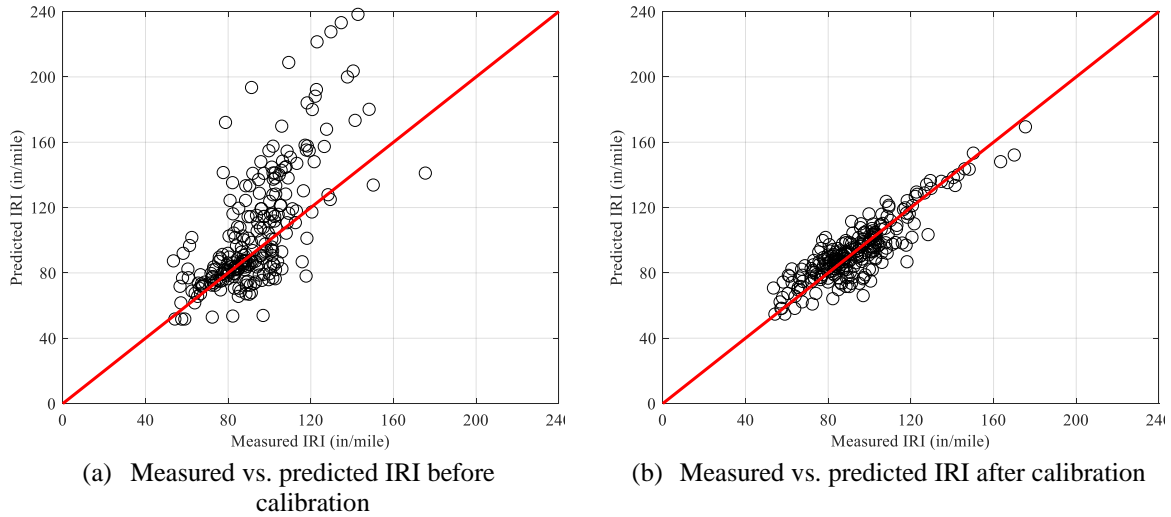 240
200
160
120
80
40
0
Predicted IRI (in/mile)
0 40 80 120 160 200 240
Measured IRI (in/mile)
(a) Measured vs. predicted IRI before
calibration
240
200
160
120
80
40
0
Predicted IRI (in/mile)
0 40 80 120 160 200 240
Measured IRI (in/mile)
(b) Measured vs. predicted IRI after calibration